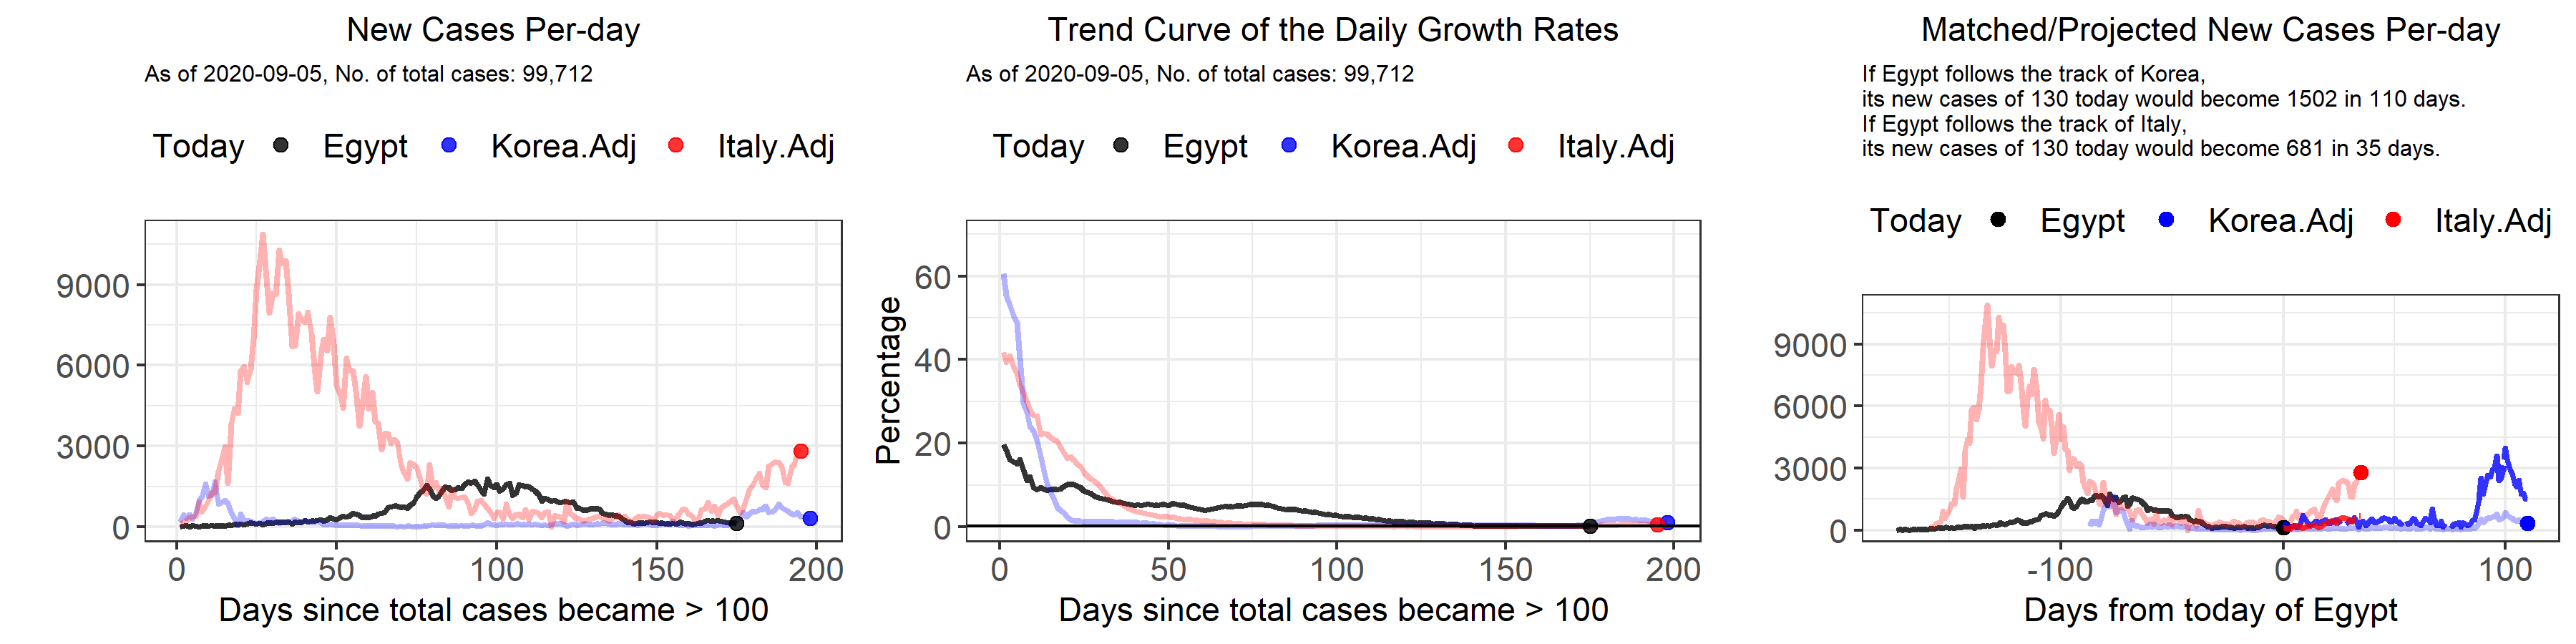 New Cases Per-day
As of 2020-09-05, No. of total cases: 99,712
Today Egypt Korea.Adj Italy.Adj
9000
6000
3000
0
0 50 100 150 200
Days since total cases became > 100
Trend Curve of the Daily Growth Rates
As of 2020-09-05, No. of total cases: 99,712
Today Egypt Korea.Adj Italy.Adj
Percentage
60
40
20
0
0 50 100 150 200
Days since total cases became > 100
Matched/Projected New Cases Per-day
If Egypt follows the track of Korea,
its new cases of 130 today would become 1502 in 110 days.
If Egypt follows the track of Italy,
its new cases of 130 today would become 681 in 35 days.
Today Egypt Korea.Adj Italy.Adj
9000
6000
3000
0
-100 0 100
Days from today of Egypt